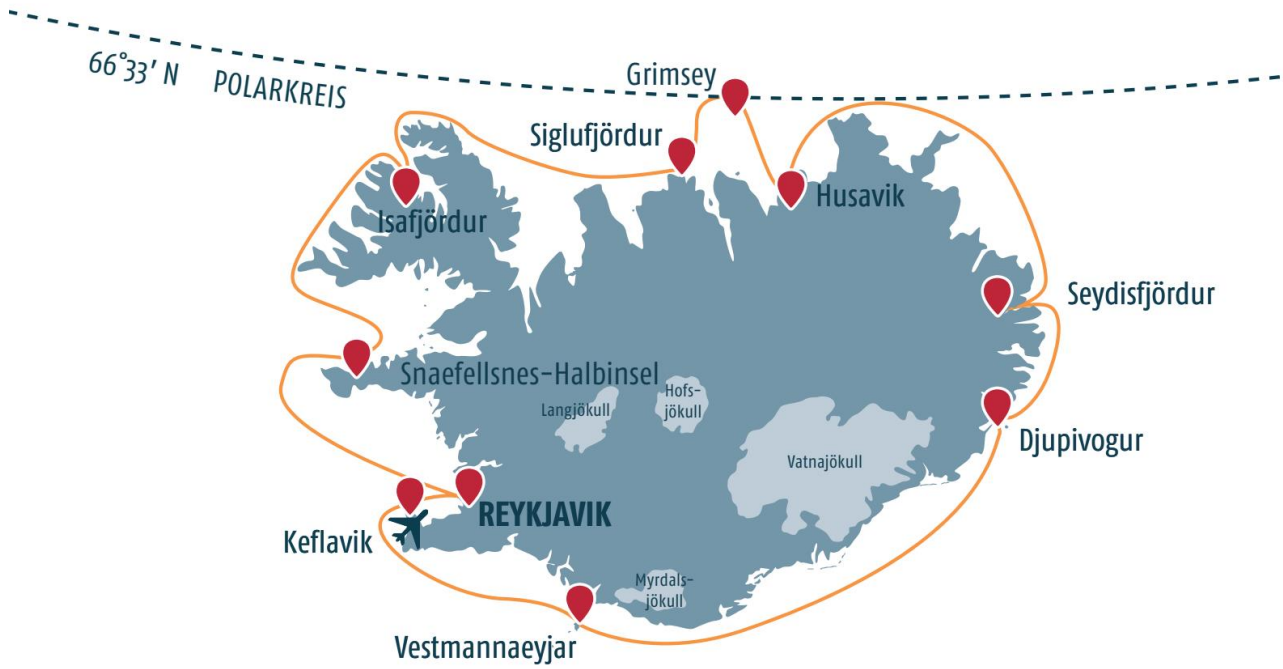 66°33' N POLARKREIS
Grimsey
Siglufjördur
Husavik
Isafjördur
Seydisfjördur
Snaefellsnes-Halbinsel
Hofs-
jökull
Langjökull
Djupivogur
Vatnajökull
REYKJAVIK
Keflavik
Myrdals-
jökull
Vestmannaeyjar